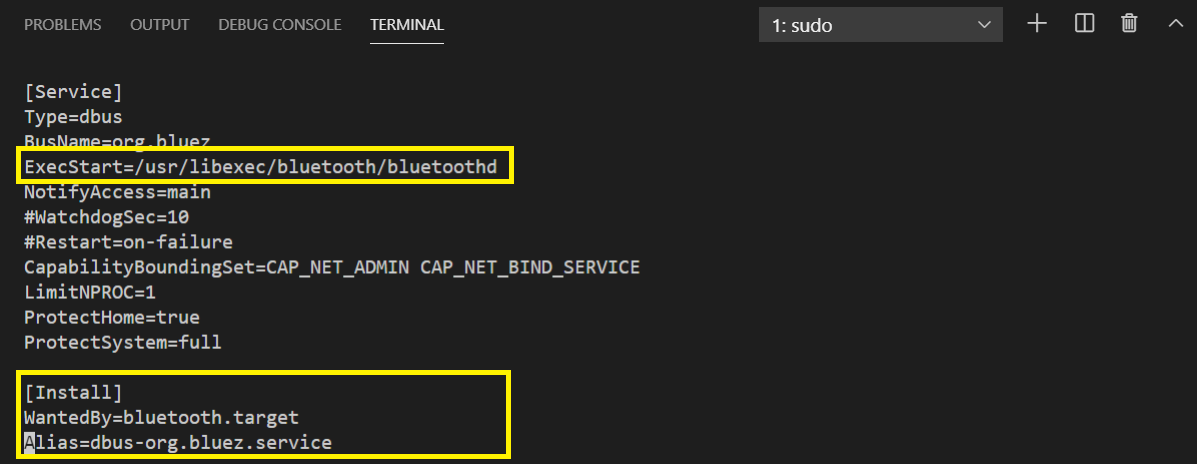 PROBLEMS OUTPUT DEBUG CONSOLE TERMINAL 1: sudo
[Service]
Type=dbus
BusName=org.bluez
ExecStart=/usr/libexec/bluetooth/bluetoothd
NotifyAccess=main
#WatchdogSec=10
#Restart=on-failure
CapabilityBoundingSet=CAP_NET_ADMIN CAP_NET_BIND_SERVICE
LimitNPROC=1
ProtectHome=true
ProtectSystem=full
[Install]
WantedBy=bluetooth.target
Alias=dbus-org.bluez.service